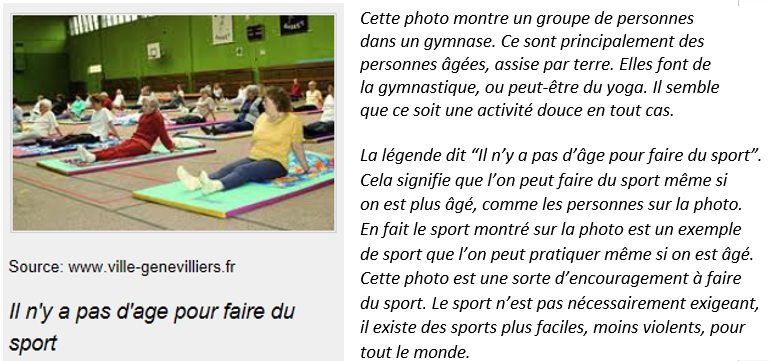 Source: www.ville-genevilliers.fr
Il n'y a pas d'age pour faire du
sport
Cette photo montre un groupe de personnes
dans un gymnase. Ce sont principalement des
personnes âgées, assise par terre. Elles font de
la gymnastique, ou peut-être du yoga. Il semble
que ce soit une activité douce en tout cas.
La légende dit “Il n’y a pas d’âge pour faire du sport”.
Cela signifie que l’on peut faire du sport même si
on est plus âgé, comme les personnes sur la photo.
En fait le sport montré sur la photo est un exemple
de sport que l’on peut pratiquer même si on est âgé.
Cette photo est une sorte d’encouragement à faire
du sport. Le sport n’est pas nécessairement exigeant,
il existe des sports plus faciles, moins violents, pour
tout le monde.